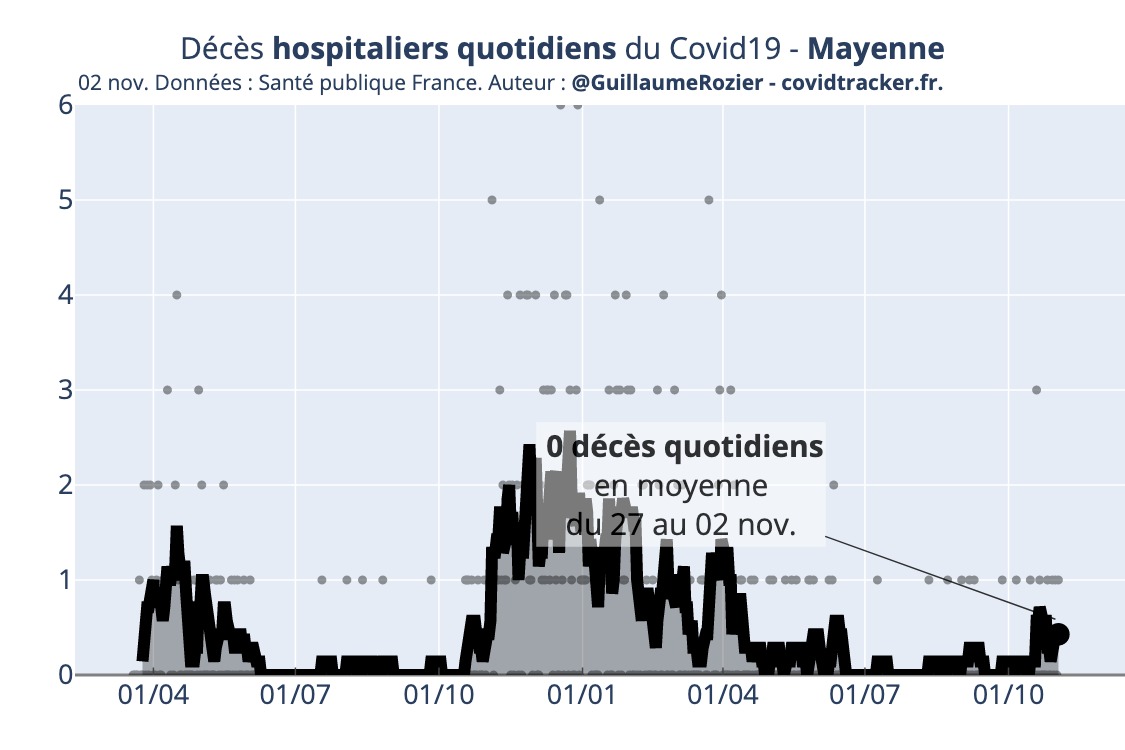 Décès hospitaliers quotidiens du Covid19 - Mayenne
02 nov. Données : Santé publique France. Auteur : @GuillaumeRozier - covidtracker.fr.
6
5
4
3
2
1
0
0 décès quotidiens
en moyenne
du 27 au 02 nov.
01/04 01/07 01/10 01/01 01/04 01/07 01/10